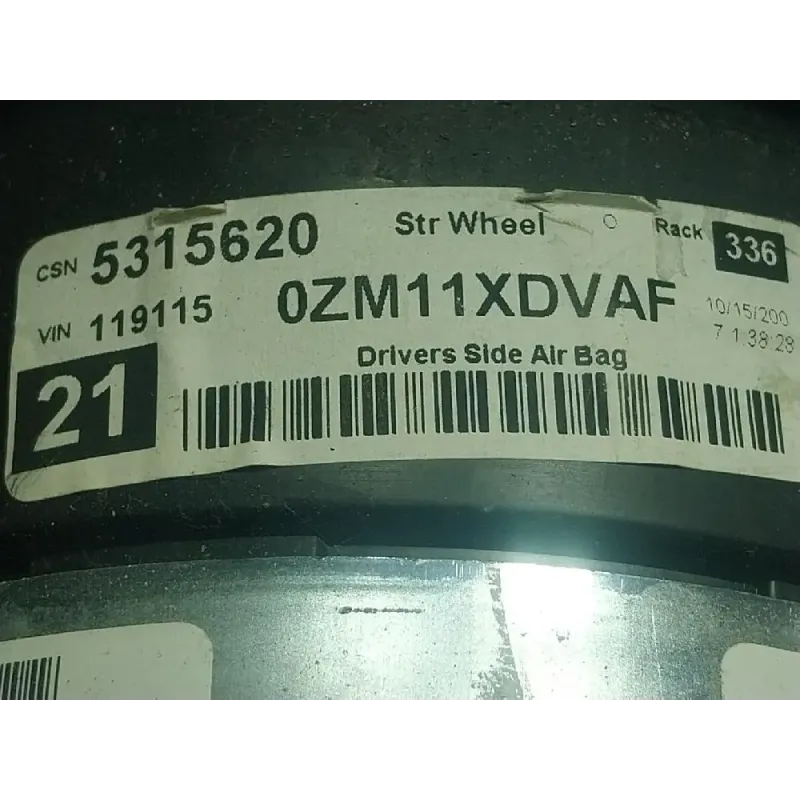 CSN 5315620 Str Wheel Rack 336
VIN 119115 0ZM11XDVAF 10/15/200
7 1:38:28
21 Drivers Side Air Bag